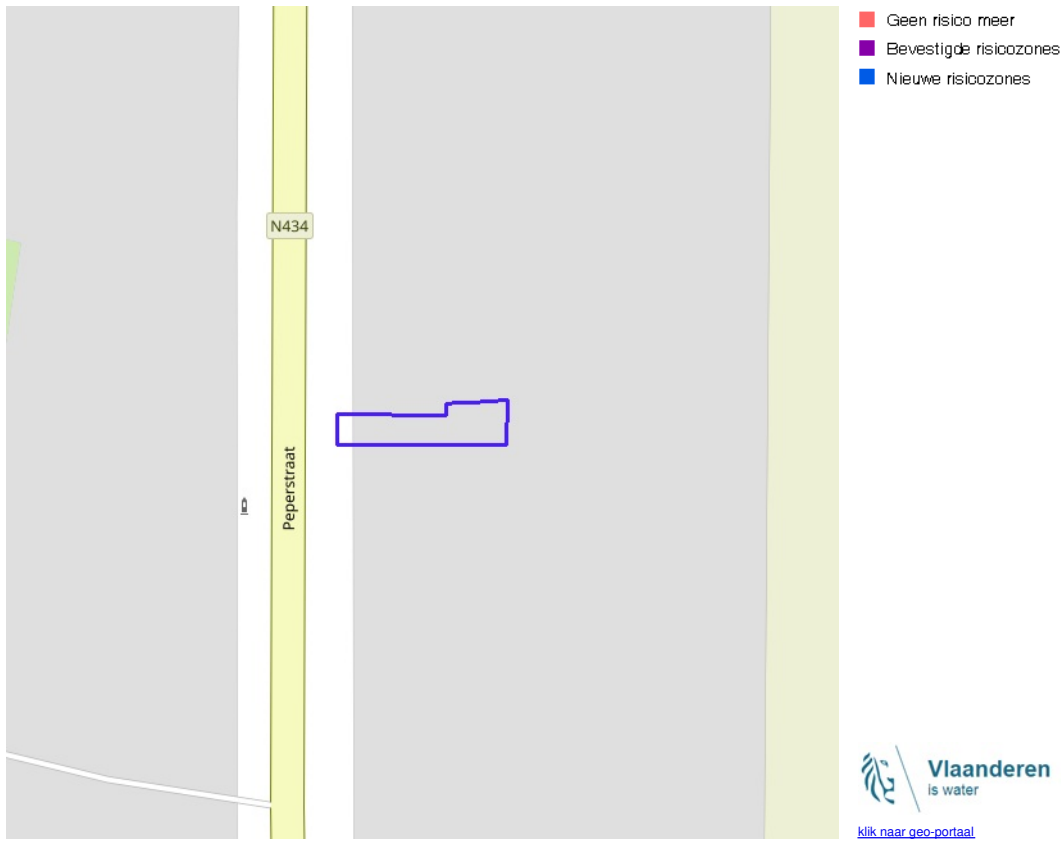 Geen risico meer
Bevestigde risicozones
Nieuwe risicozones
N434
Peperstraat
Vlaanderen
is water
klik naar geo-portaal